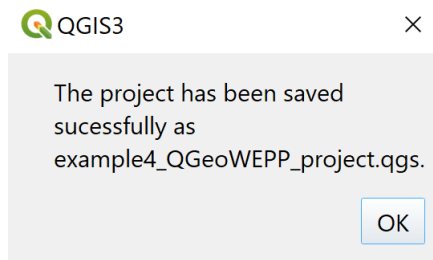 QGIS3
The project has been saved
sucessfully as
example4_QGeoWEPP_project.qgs.
OK